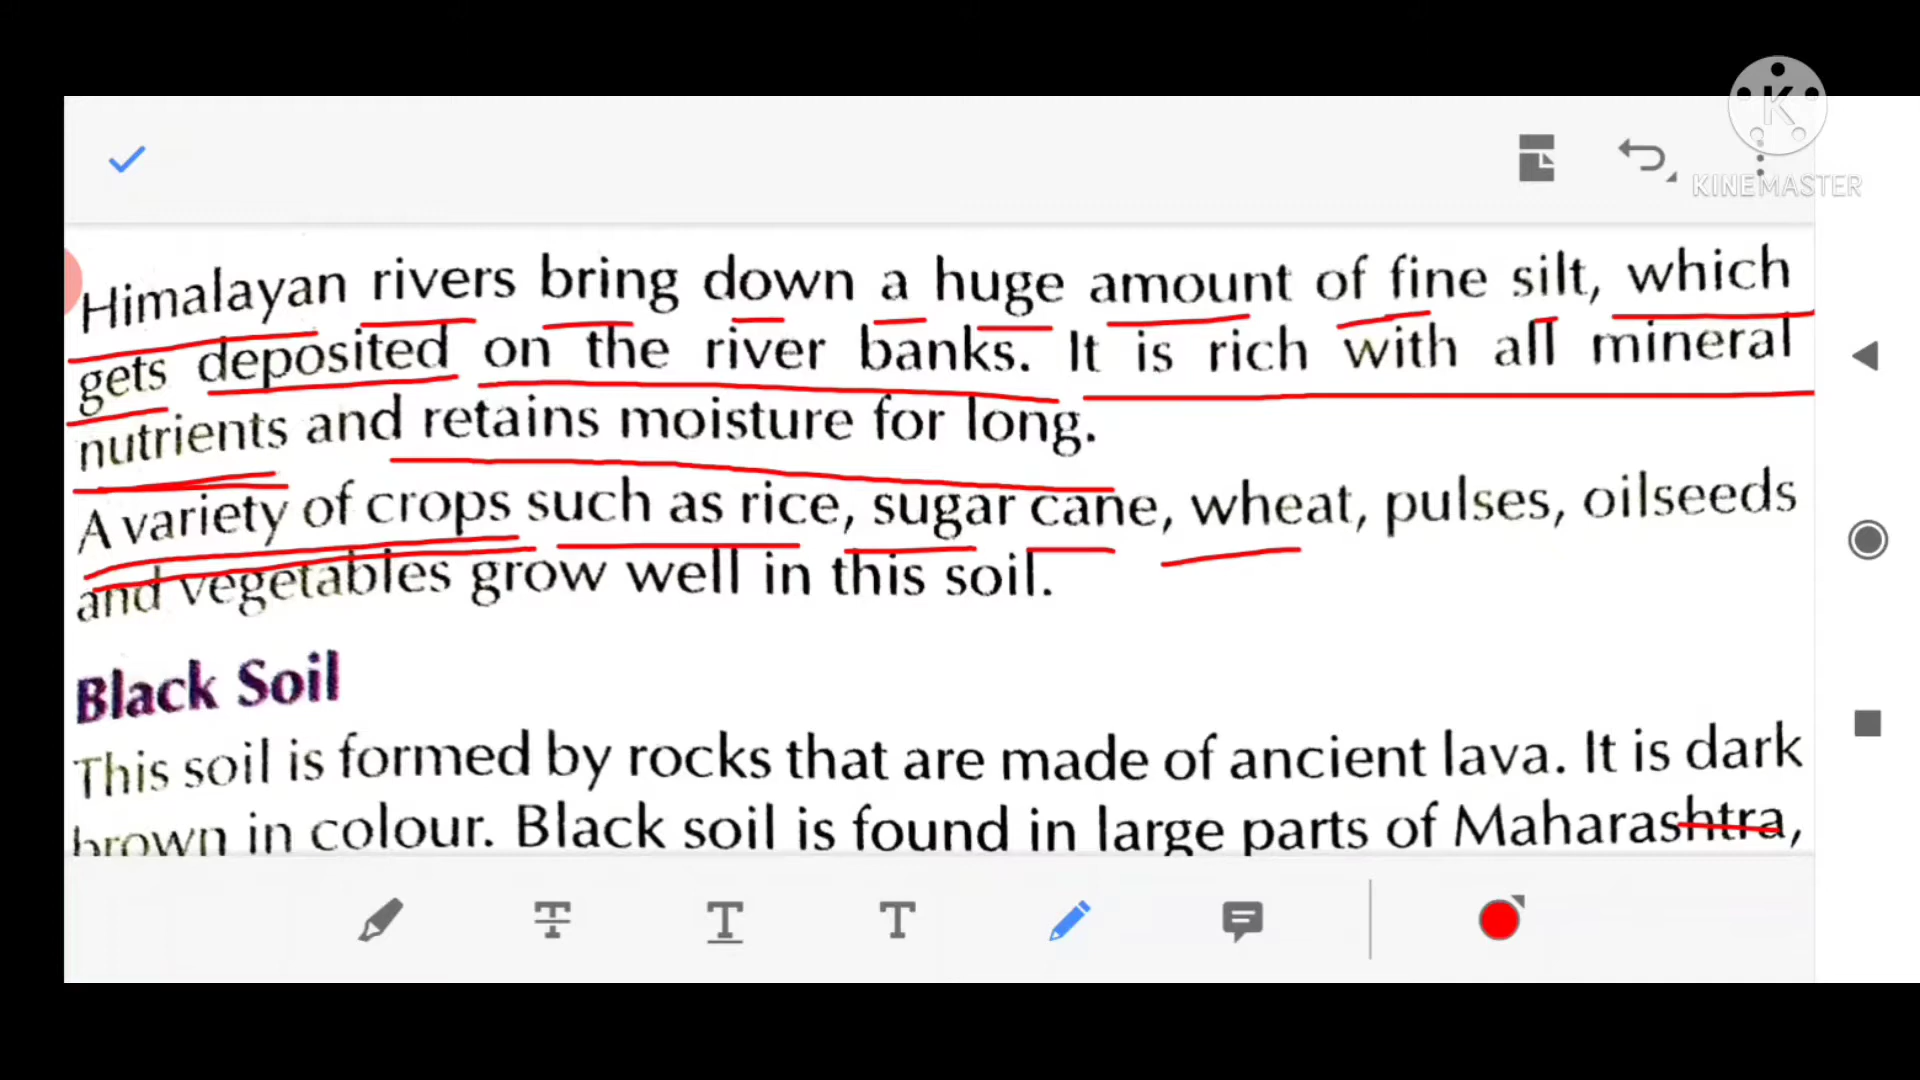 K
KINEMASTER
Himalayan rivers bring down a huge amount of fine silt, which
gets deposited on the river banks. It is rich with all mineral
nutrients and retains moisture for long.
A variety of crops such as rice, sugar cane, wheat, pulses, oilseeds
and vegetables grow well in this soil.
Black Soil
This soil is formed by rocks that are made of ancient lava. It is dark
brown in colour. Black soil is found in large parts of Maharashtra,
T T T